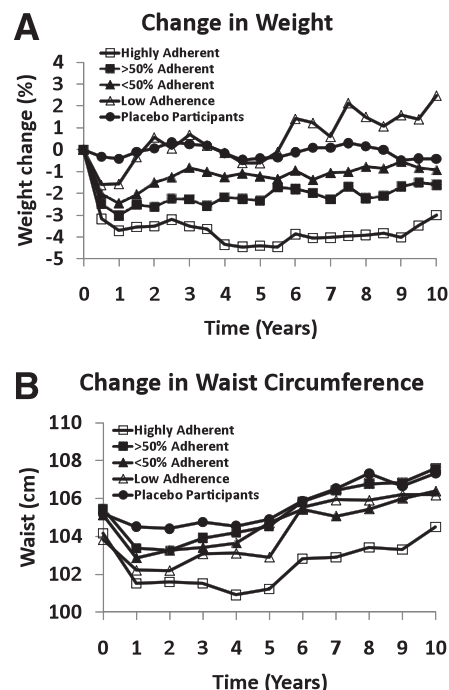 A
Change in Weight
Highly Adherent
>50% Adherent
<50% Adherent
Low Adherence
Placebo Participants
Weight change (%)
4
3
2
1
0
-1
-2
-3
-4
-5
0 1 2 3 4 5 6 7 8 9 10
Time (Years)
B
Change in Waist Circumference
Highly Adherent
>50% Adherent
<50% Adherent
Low Adherence
Placebo Participants
Waist (cm)
110
108
106
104
102
100
0 1 2 3 4 5 6 7 8 9 10
Time (Years)